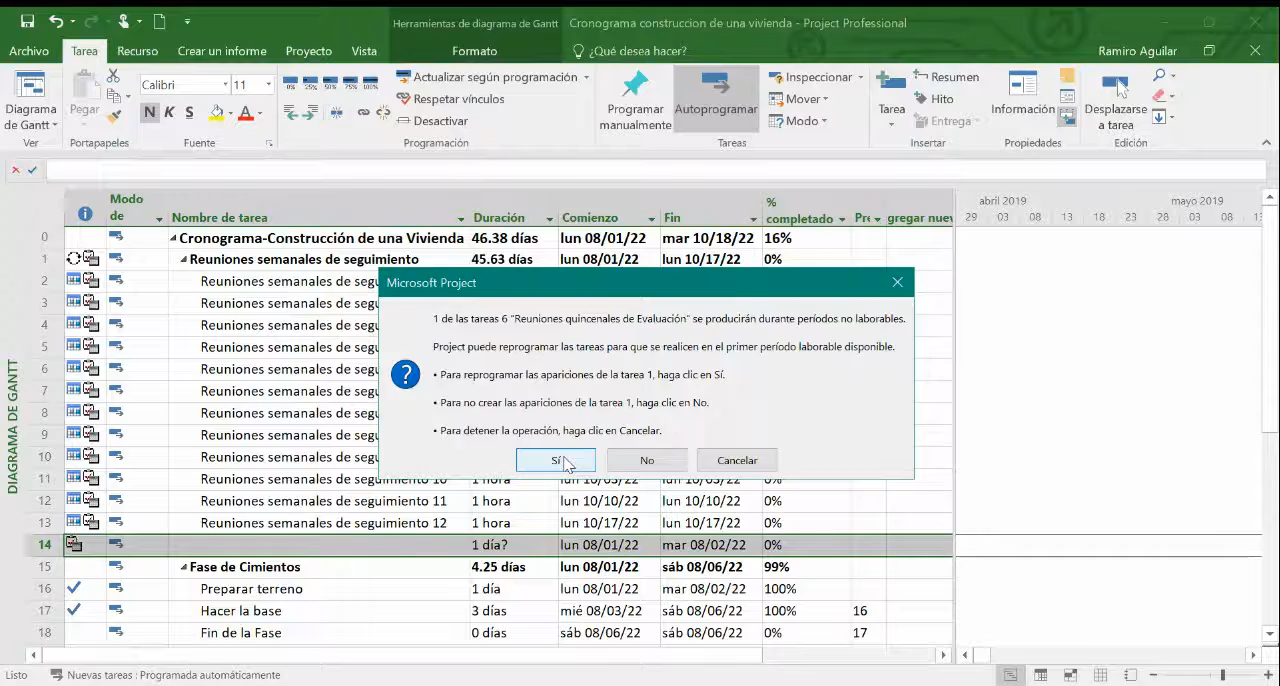 Herramientas de diagrama de Gantt
Cronograma construccion de una vivienda - Project Professional
Archivo
Tarea
Recurso
Crear un informe
Proyecto
Vista
Formato
¿Qué desea hacer?
Ramiro Aguilar
Diagrama de Gantt
Ver
Pegar
Portapapeles
Calibri
11
N K S
A
Fuente
0% 25% 50% 75% 100%
Actualizar según programación
Respetar vínculos
Desactivar
Programación
Programar manualmente
Autoprogramar
Inspeccionar
Mover
Modo
Tareas
Tarea
Resumen
Hito
Entrega
Insertar
Información
Propiedades
Desplazarse a tarea
Edición
DIAGRAMA DE GANTT
Modo de
Nombre de tarea
Duración
Comienzo
Fin
% completado
Pre
gregar nuev
abril 2019
mayo 2019
29 03 08 13 18 23 28 03 08
0 Cronograma-Construcción de una Vivienda 46.38 días lun 08/01/22 mar 10/18/22 16%
1 Reuniones semanales de seguimiento 45.63 días lun 08/01/22 lun 10/17/22 0%
2 Reuniones semanales de segu
3 Reuniones semanales de segu
4 Reuniones semanales de segu
5 Reuniones semanales de segu
6 Reuniones semanales de segu
7 Reuniones semanales de segu
8 Reuniones semanales de segu
9 Reuniones semanales de segu
10 Reuniones semanales de segu
11 Reuniones semanales de seguimiento 10 1 hora lun 10/03/22 lun 10/03/22 0%
12 Reuniones semanales de seguimiento 11 1 hora lun 10/10/22 lun 10/10/22 0%
13 Reuniones semanales de seguimiento 12 1 hora lun 10/17/22 lun 10/17/22 0%
14 1 día? lun 08/01/22 mar 08/02/22 0%
15 Fase de Cimientos 4.25 días lun 08/01/22 sáb 08/06/22 99%
16 Preparar terreno 1 día lun 08/01/22 mar 08/02/22 100%
17 Hacer la base 3 días mié 08/03/22 sáb 08/06/22 100% 16
18 Fin de la Fase 0 días sáb 08/06/22 sáb 08/06/22 0% 17
Microsoft Project
1 de las tareas 6 "Reuniones quincenales de Evaluación" se producirán durante períodos no laborables.
Project puede reprogramar las tareas para que se realicen en el primer período laborable disponible.
• Para reprogramar las apariciones de la tarea 1, haga clic en Sí.
• Para no crear las apariciones de la tarea 1, haga clic en No.
• Para detener la operación, haga clic en Cancelar.
Sí
No
Cancelar
Listo
Nuevas tareas : Programada automáticamente